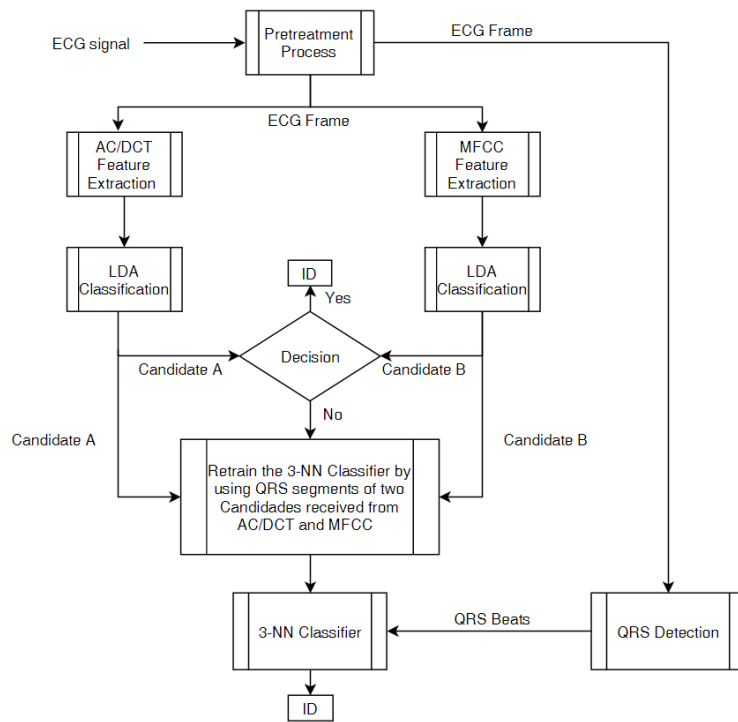 ECG signal
Pretreatment
Process
ECG Frame
ECG Frame
AC/DCT
Feature
Extraction
MFCC
Feature
Extraction
LDA
Classification
ID
LDA
Classification
Yes
Decision
Candidate A
Candidate B
No
Candidate A
Candidate B
Retrain the 3-NN Classifier by
using QRS segments of two
Candidades received from
AC/DCT and MFCC
3-NN Classifier
QRS Beats
QRS Detection
ID